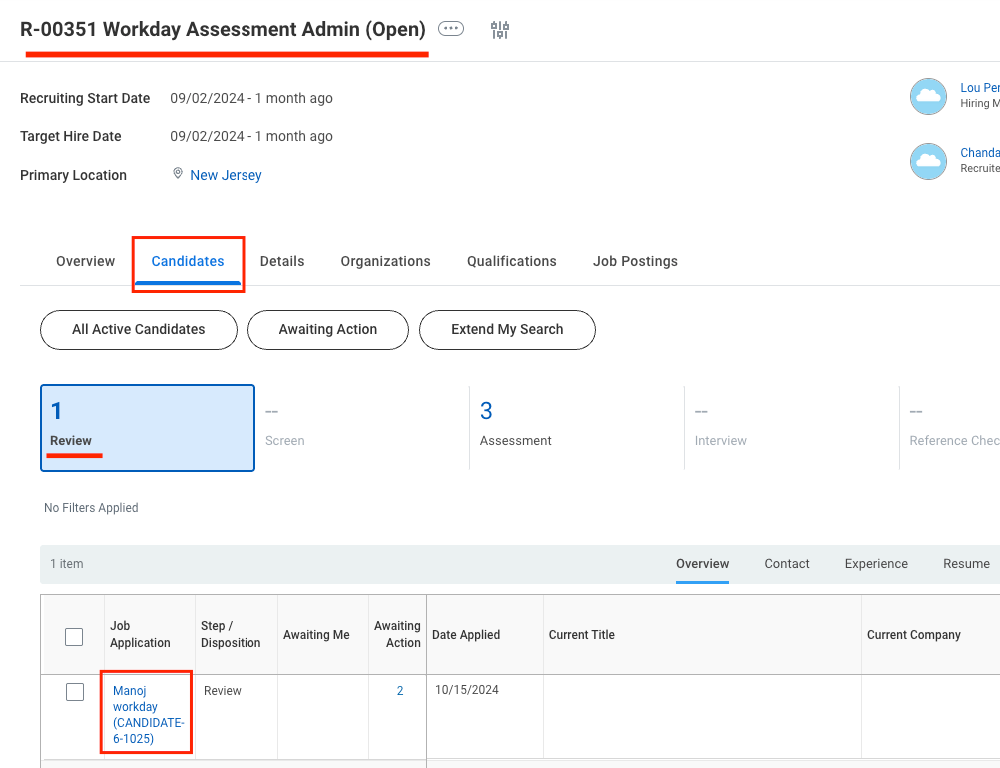 R-00351 Workday Assessment Admin (Open)
Recruiting Start Date 09/02/2024 - 1 month ago
Lou Per
Hiring M
Target Hire Date 09/02/2024 - 1 month ago
Primary Location New Jersey
Chanda
Recruite
Overview Candidates Details Organizations Qualifications Job Postings
All Active Candidates Awaiting Action Extend My Search
1 -- 3 -- --
Review Screen Assessment Interview Reference Chec
No Filters Applied
1 item Overview Contact Experience Resume
Job Application Step / Disposition Awaiting Me Awaiting Action Date Applied Current Title Current Company
Manoj Review 2 10/15/2024
workday
(CANDIDATE-
6-1025)